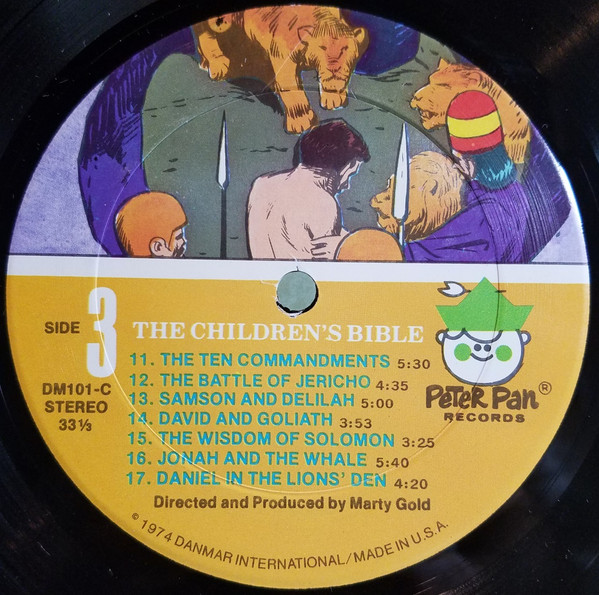 SIDE 3
THE CHILDREN'S BIBLE
DM101-C
STEREO
33⅓
11. THE TEN COMMANDMENTS 5:30
12. THE BATTLE OF JERICHO 4:35
13. SAMSON AND DELILAH 5:00
14. DAVID AND GOLIATH 3:53
15. THE WISDOM OF SOLOMON 3:25
16. JONAH AND THE WHALE 5:40
17. DANIEL IN THE LIONS' DEN 4:20
Peter Pan®
RECORDS
Directed and Produced by Marty Gold
© 1974 DANMAR INTERNATIONAL/MADE IN U.S.A.